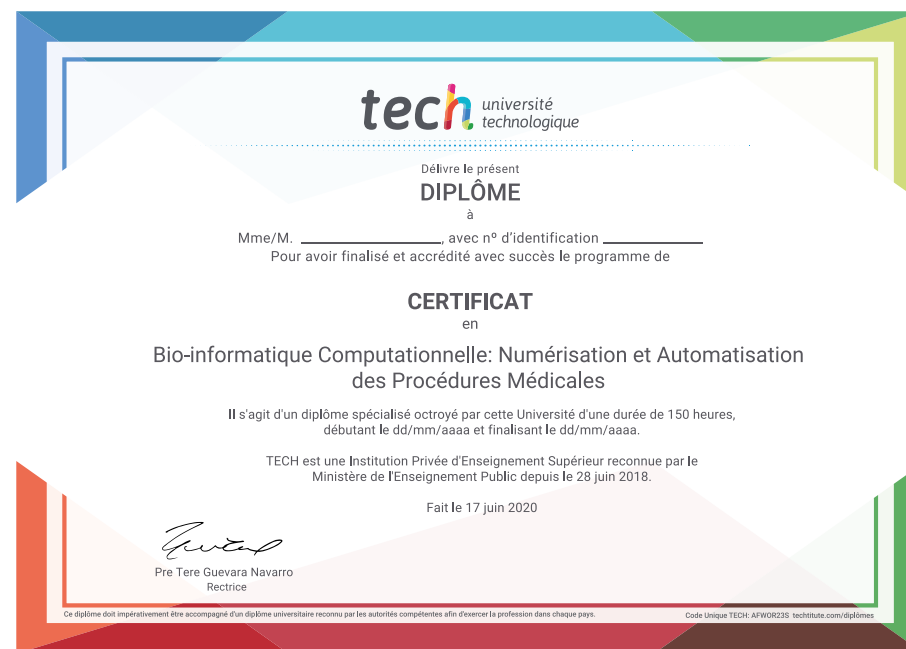 tech université
technologique
Délivre le présent
DIPLÔME
à
Mme/M. ____________________, avec nº d'identification ______________
Pour avoir finalisé et accrédité avec succès le programme de
CERTIFICAT
en
Bio-informatique Computationnelle: Numérisation et Automatisation
des Procédures Médicales
Il s'agit d'un diplôme spécialisé octroyé par cette Université d'une durée de 150 heures,
débutant le dd/mm/aaaa et finalisant le dd/mm/aaaa.
TECH est une Institution Privée d'Enseignement Supérieur reconnue par le
Ministère de l'Enseignement Public depuis le 28 juin 2018.
Fait le 17 juin 2020
Pre Tere Guevara Navarro
Rectrice
Ce diplôme doit impérativement être accompagné d'un diplôme universitaire reconnu par les autorités compétentes afin d'exercer la profession dans chaque pays.
Code Unique TECH: AFWOR23S techtitute.com/diplômes